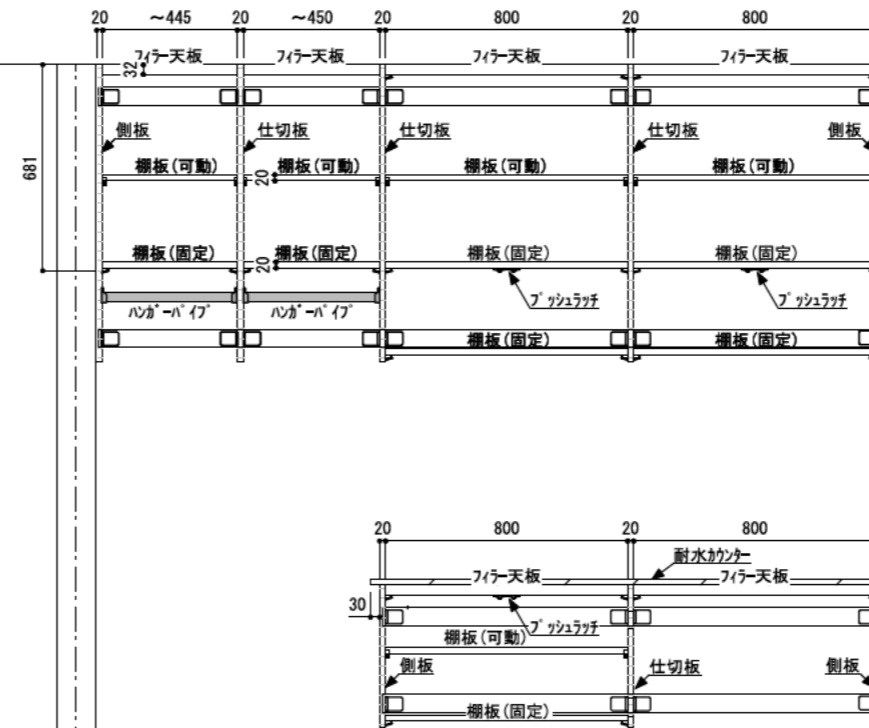 20 ～445 20 ～450 20 800 20 800
フィラー天板 フィラー天板 フィラー天板 フィラー天板
32
側板 仕切板 仕切板 仕切板 側板
681
棚板(可動) 棚板(可動) 棚板(可動) 棚板(可動)
20
棚板(固定) 棚板(固定) 棚板(固定) 棚板(固定)
20
ハンガーパイプ ハンガーパイプ プッシュラッチ プッシュラッチ
棚板(固定) 棚板(固定)
20 800 20 800
耐水カウンター
フィラー天板 フィラー天板
30
プッシュラッチ
棚板(可動)
側板 仕切板 側板
棚板(固定)